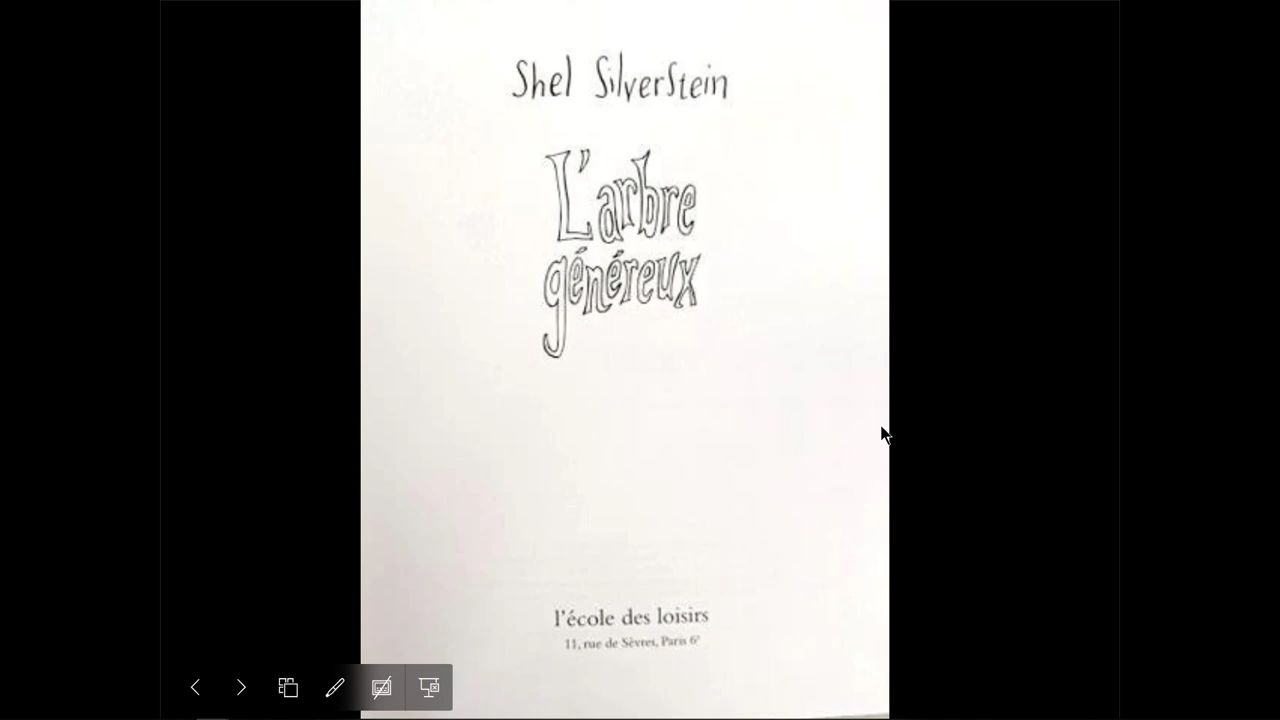 Shel Silverstein
L'arbre
généreux
l'école des loisirs
11, rue de Sèvres, Paris 6e